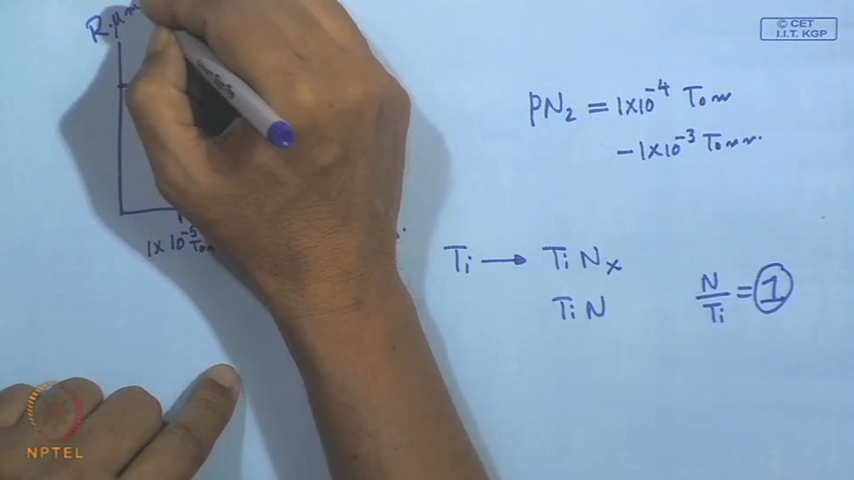 © CET
I.I.T. KGP
R.μm
PN₂ = 1×10⁻⁴ Torr
– 1×10⁻³ Torr.
1×10⁻⁵
Torr
Ti → TiNₓ
TiN
N/Ti = 1
NPTEL